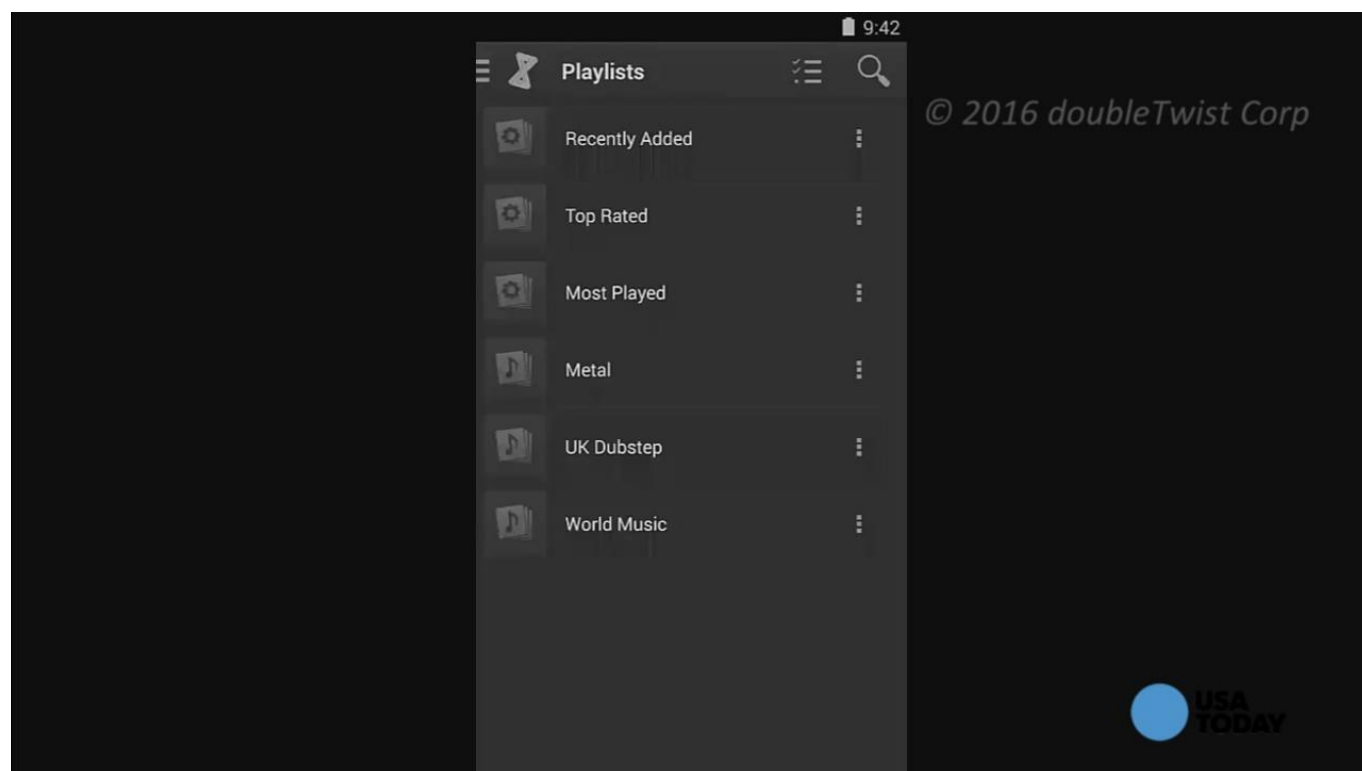 9:42
Playlists
© 2016 doubleTwist Corp
Recently Added
Top Rated
Most Played
Metal
UK Dubstep
World Music
USA
TODAY